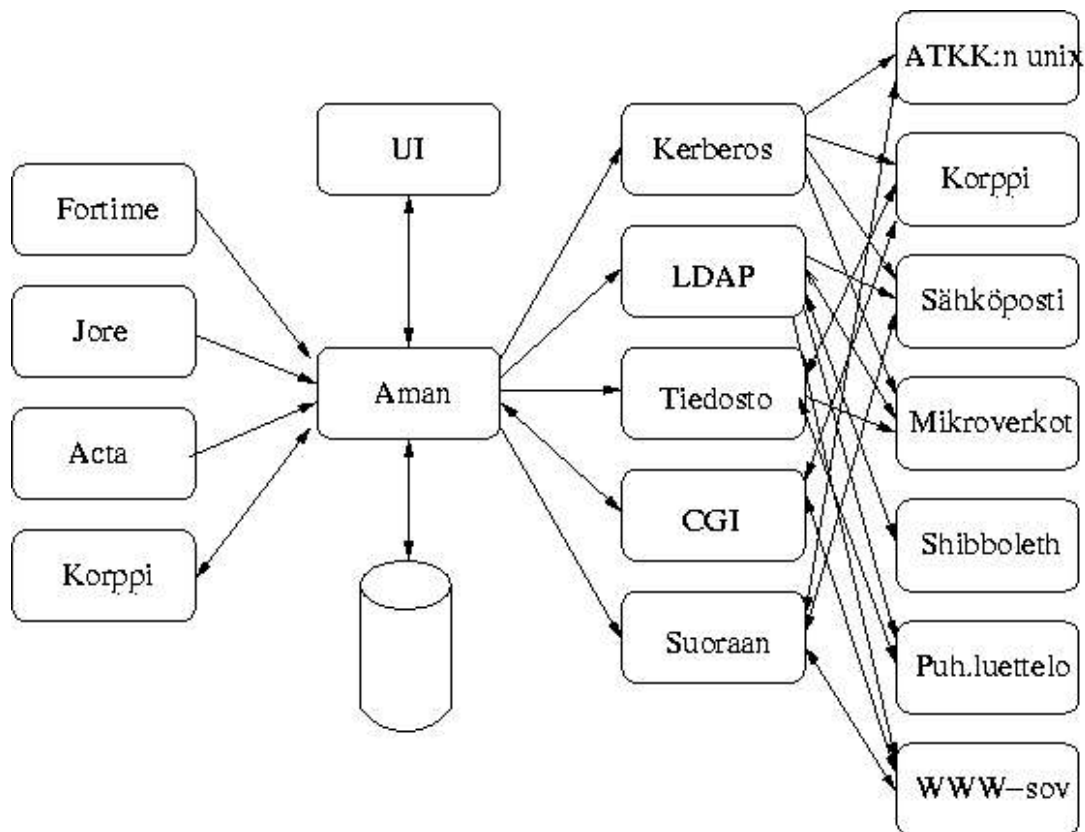 Fortime
Jore
Acta
Korppi
UI
Aman
Kerberos
LDAP
Tiedosto
CGI
Suoraan
ATKK:n unix
Korppi
Sähköposti
Mikroverkot
Shibboleth
Puh.luettelo
WWW–sov